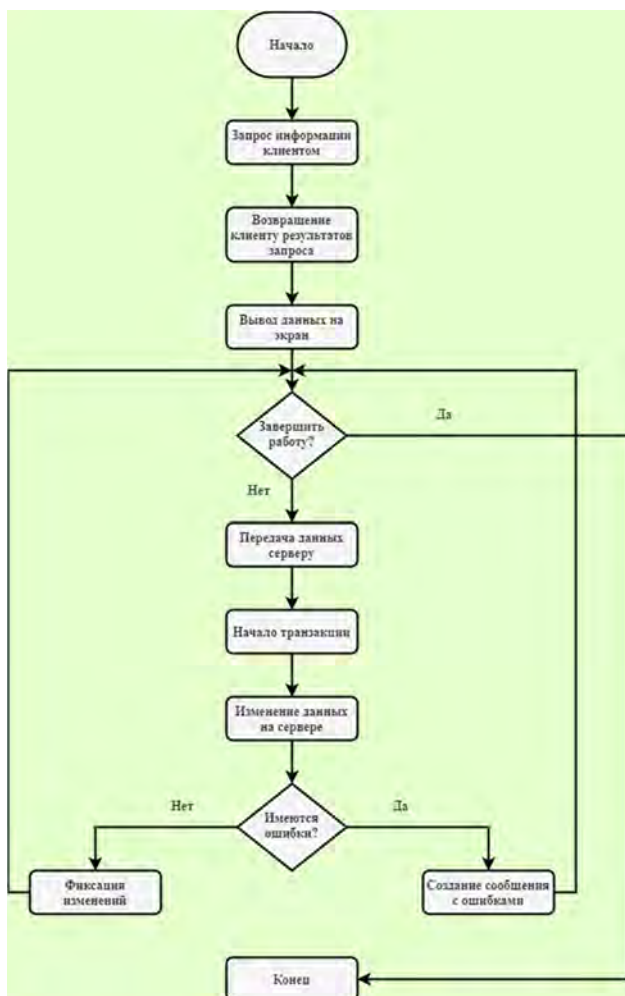 Начало
Запрос информации
клиентом
Возвращение
клиенту результатов
запроса
Вывод данных на
экран
Завершить
работу?
Да
Нет
Передача данных
серверу
Начало транзакции
Изменение данных
на сервере
Имеются
ошибки?
Нет
Да
Фиксация
изменений
Создание сообщения
с ошибками
Конец